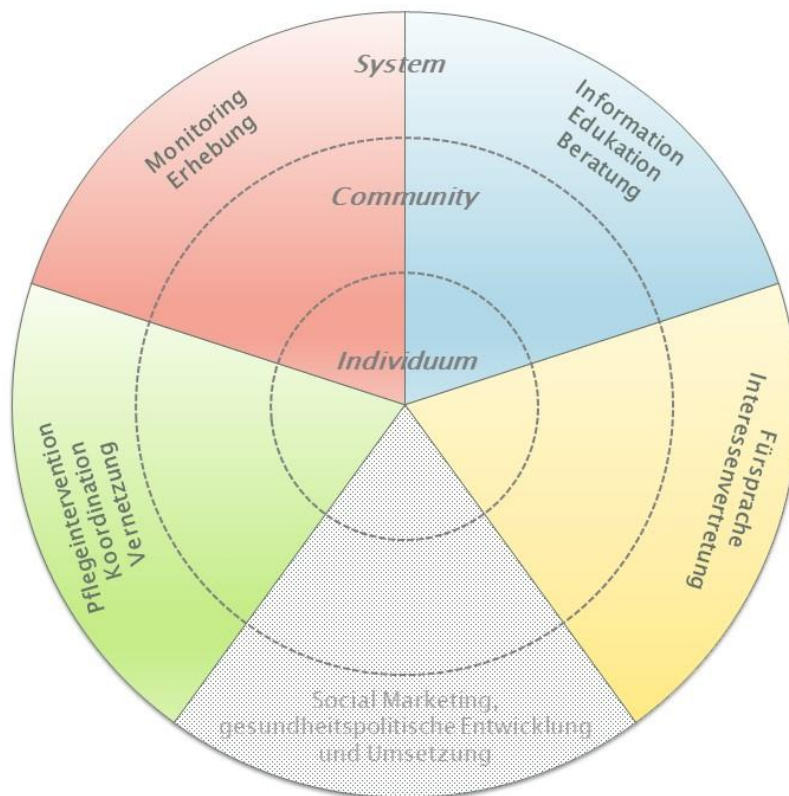 System
Community
Individuum
Monitoring
Erhebung
Information
Edukation
Beratung
Fürsprache
Interessenvertretung
Social Marketing,
gesundheitspolitische Entwicklung
und Umsetzung
Pflegeintervention
Koordination
Vernetzung